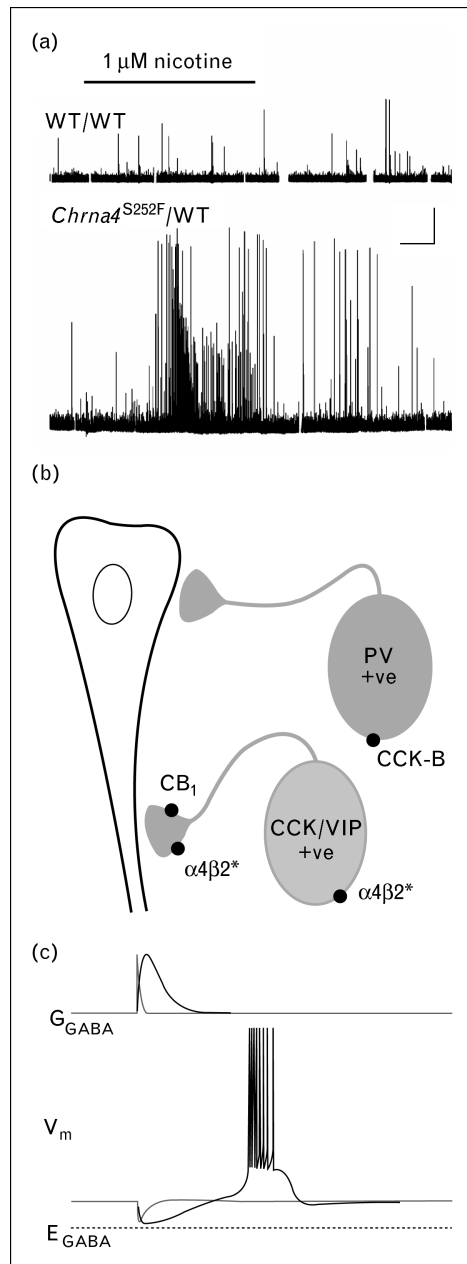 (a)
1 µM nicotine
WT/WT
Chrna4S252F/WT
(b)
PV
+ve
CCK-B
CB1
CCK/VIP
+ve
α4β2*
α4β2*
(c)
GGABA
Vm
EGABA